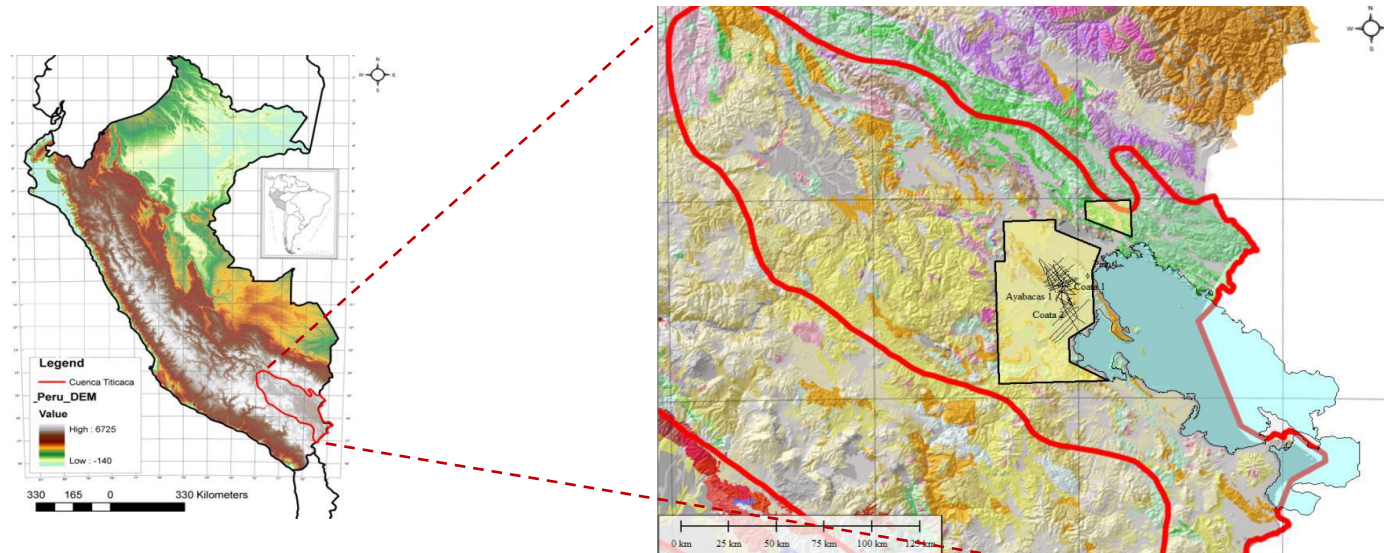 N
W E
S
Legend
Cuenca Titicaca
_Peru_DEM
Value
High : 6725
Low : -140
330 165 0 330 Kilometers
N
W
S
Coata 1
Ayabacas 1
Coata 2
0 km 25 km 50 km 75 km 100 km 125 km